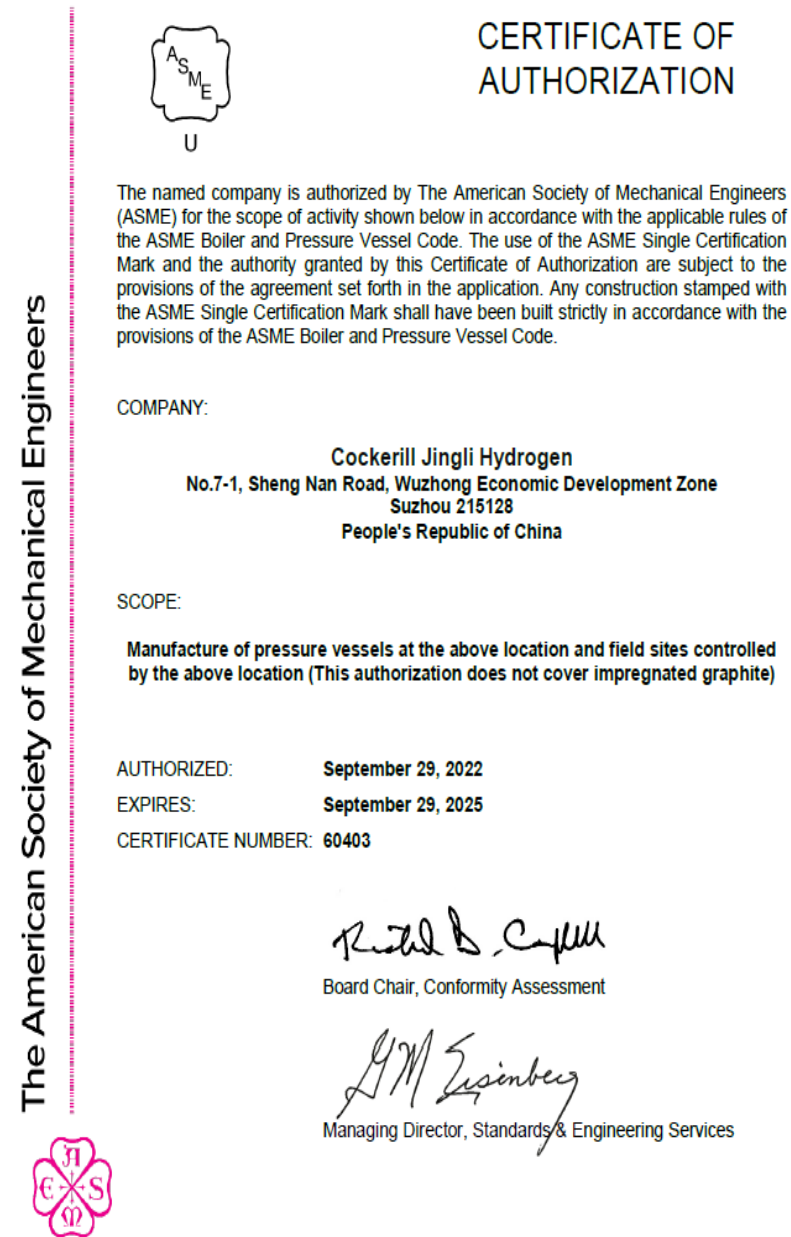 The American Society of Mechanical Engineers
A
S
M
E
U
CERTIFICATE OF
AUTHORIZATION
The named company is authorized by The American Society of Mechanical Engineers
(ASME) for the scope of activity shown below in accordance with the applicable rules of
the ASME Boiler and Pressure Vessel Code. The use of the ASME Single Certification
Mark and the authority granted by this Certificate of Authorization are subject to the
provisions of the agreement set forth in the application. Any construction stamped with
the ASME Single Certification Mark shall have been built strictly in accordance with the
provisions of the ASME Boiler and Pressure Vessel Code.
COMPANY:
Cockerill Jingli Hydrogen
No.7-1, Sheng Nan Road, Wuzhong Economic Development Zone
Suzhou 215128
People's Republic of China
SCOPE:
Manufacture of pressure vessels at the above location and field sites controlled
by the above location (This authorization does not cover impregnated graphite)
AUTHORIZED: September 29, 2022
EXPIRES: September 29, 2025
CERTIFICATE NUMBER: 60403
Board Chair, Conformity Assessment
GM Eisenberg
Managing Director, Standards & Engineering Services
A
E S
M